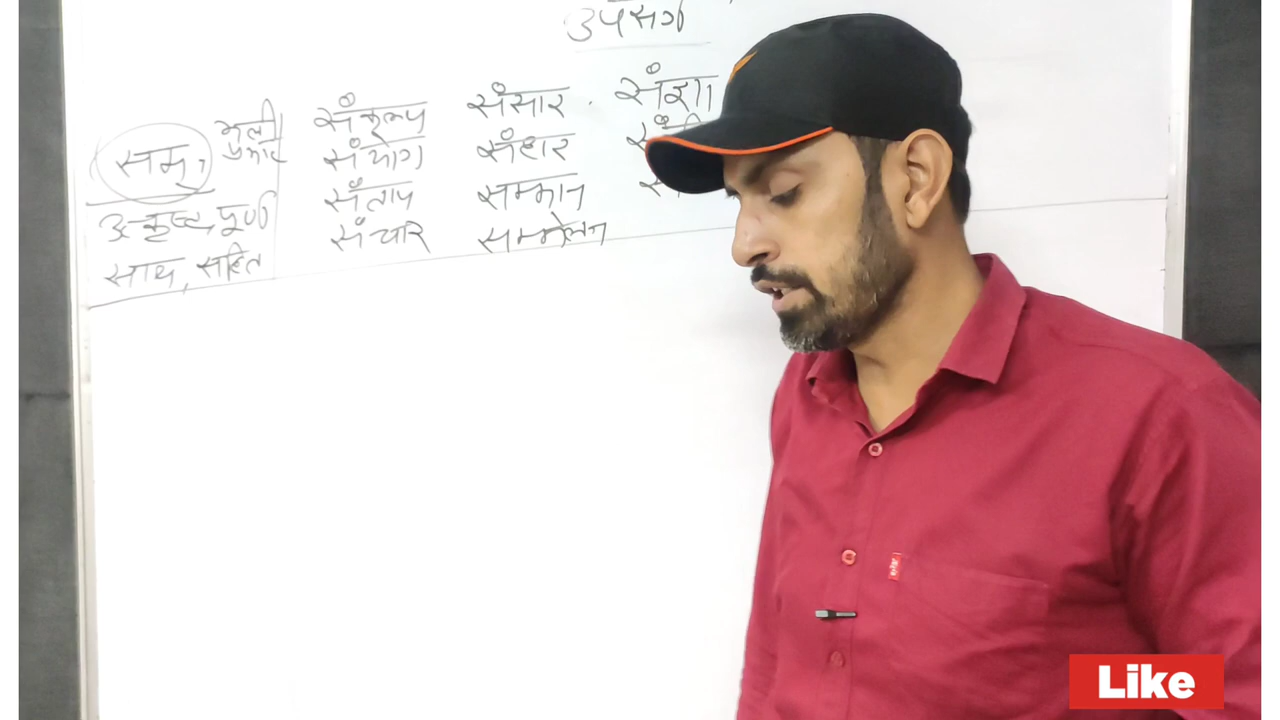 उपसर्ग
भली संकल्प संसार संज्ञा
सम् प्रकार संयोग संहार
उत्कृष्ट, पूर्ण संताप सम्मान
साथ, सहित संचार सम्मेलन
Like